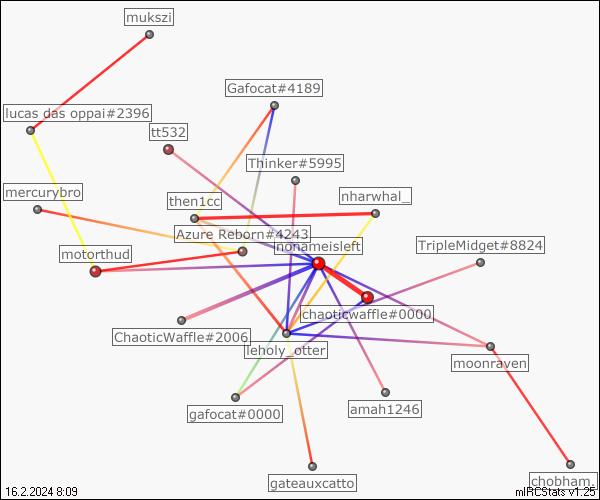 mukszi
Gafocat#4189
lucas das oppai#2396
tt532
Thinker#5995
mercurybro
then1cc
nharwhal_
Azure Reborn#4243
nonameisleft
TripleMidget#8824
motorthud
chaoticwaffle#0000
ChaoticWaffle#2006
leholy_otter
moonraven
gafocat#0000
amah1246
gateauxcatto
chobham.
16.2.2024 8:09
mIRCStats v1.25